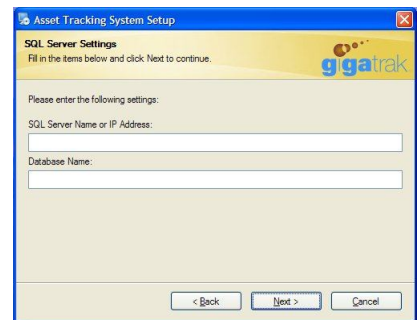 Asset Tracking System Setup
SQL Server Settings
Fill in the items below and click Next to continue.
gigatrak
Please enter the following settings:
SQL Server Name or IP Address:
Database Name:
< Back
Next >
Cancel